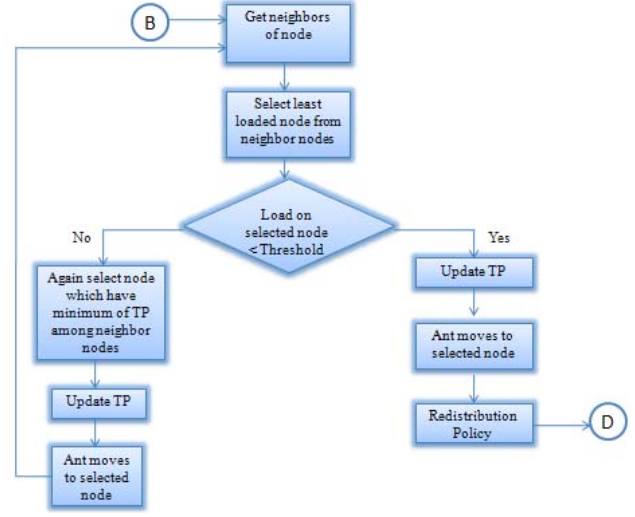 B
Get neighbors
of node
Select least
loaded node from
neighbor nodes
Load on
selected node
< Threshold
No
Yes
Again select node
which have
minimum of TP
among neighbor
nodes
Update TP
Ant moves
to selected
node
Update TP
Ant moves to
selected node
Redistribution
Policy
D